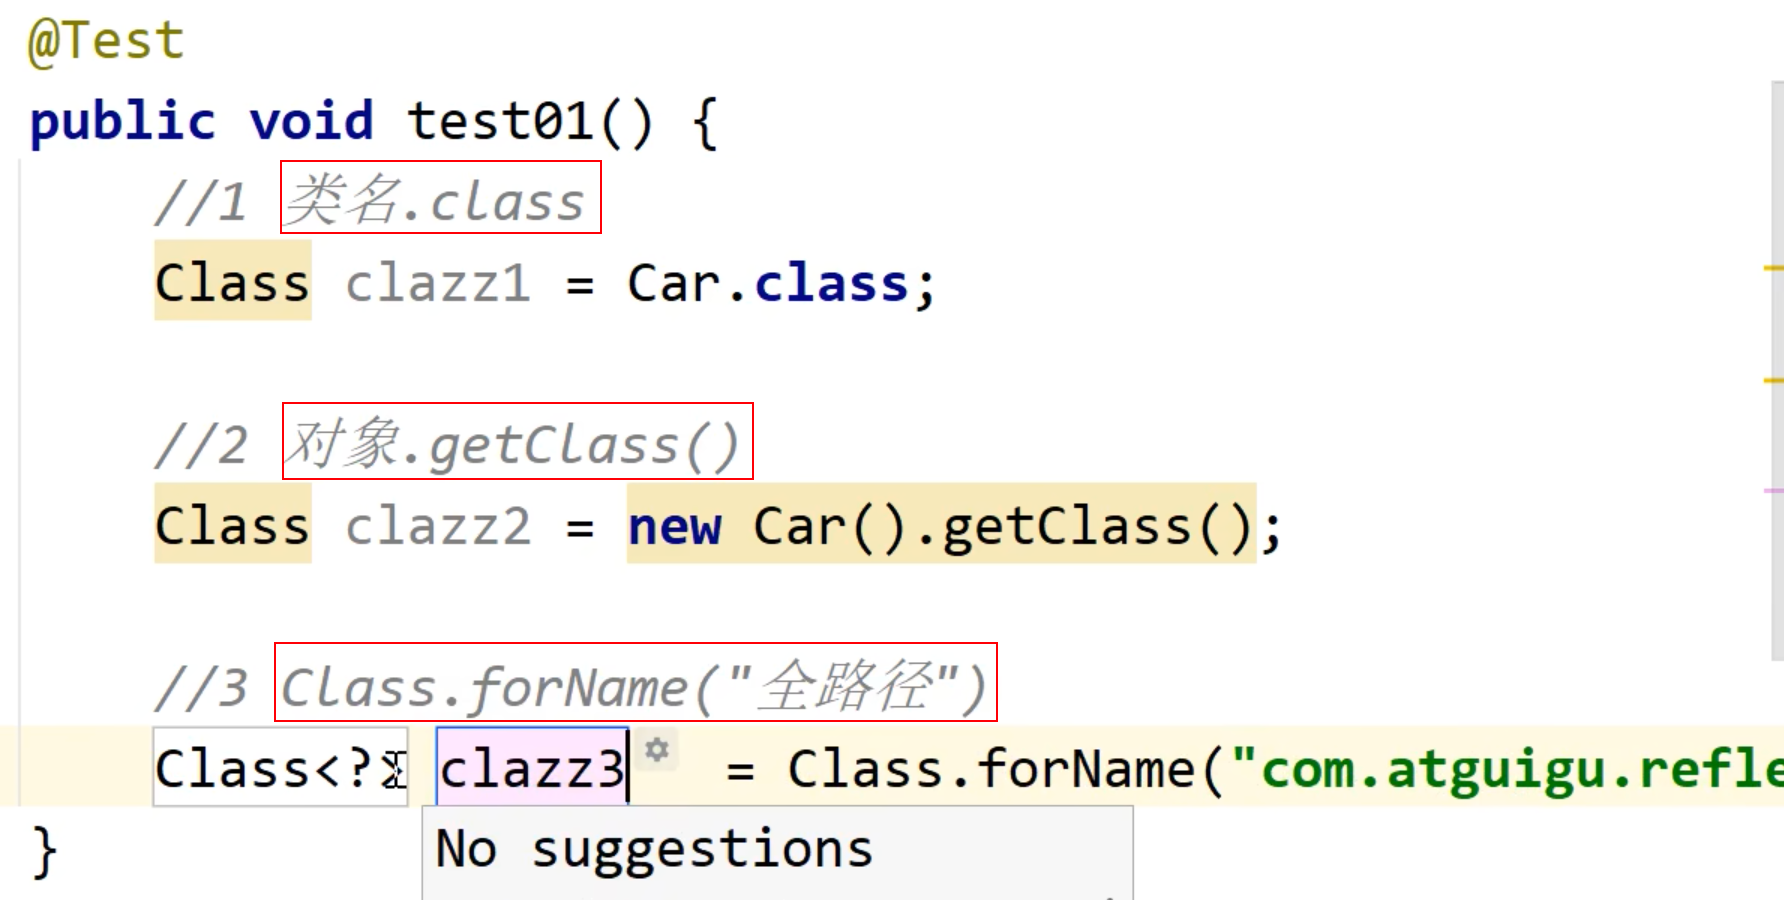 @Test
public void test01() {
//1 类名.class
Class clazz1 = Car.class;
//2 对象.getClass()
Class clazz2 = new Car().getClass();
//3 Class.forName("全路径")
Class<?> clazz3 = Class.forName("com.atguigu.refle
No suggestions
}